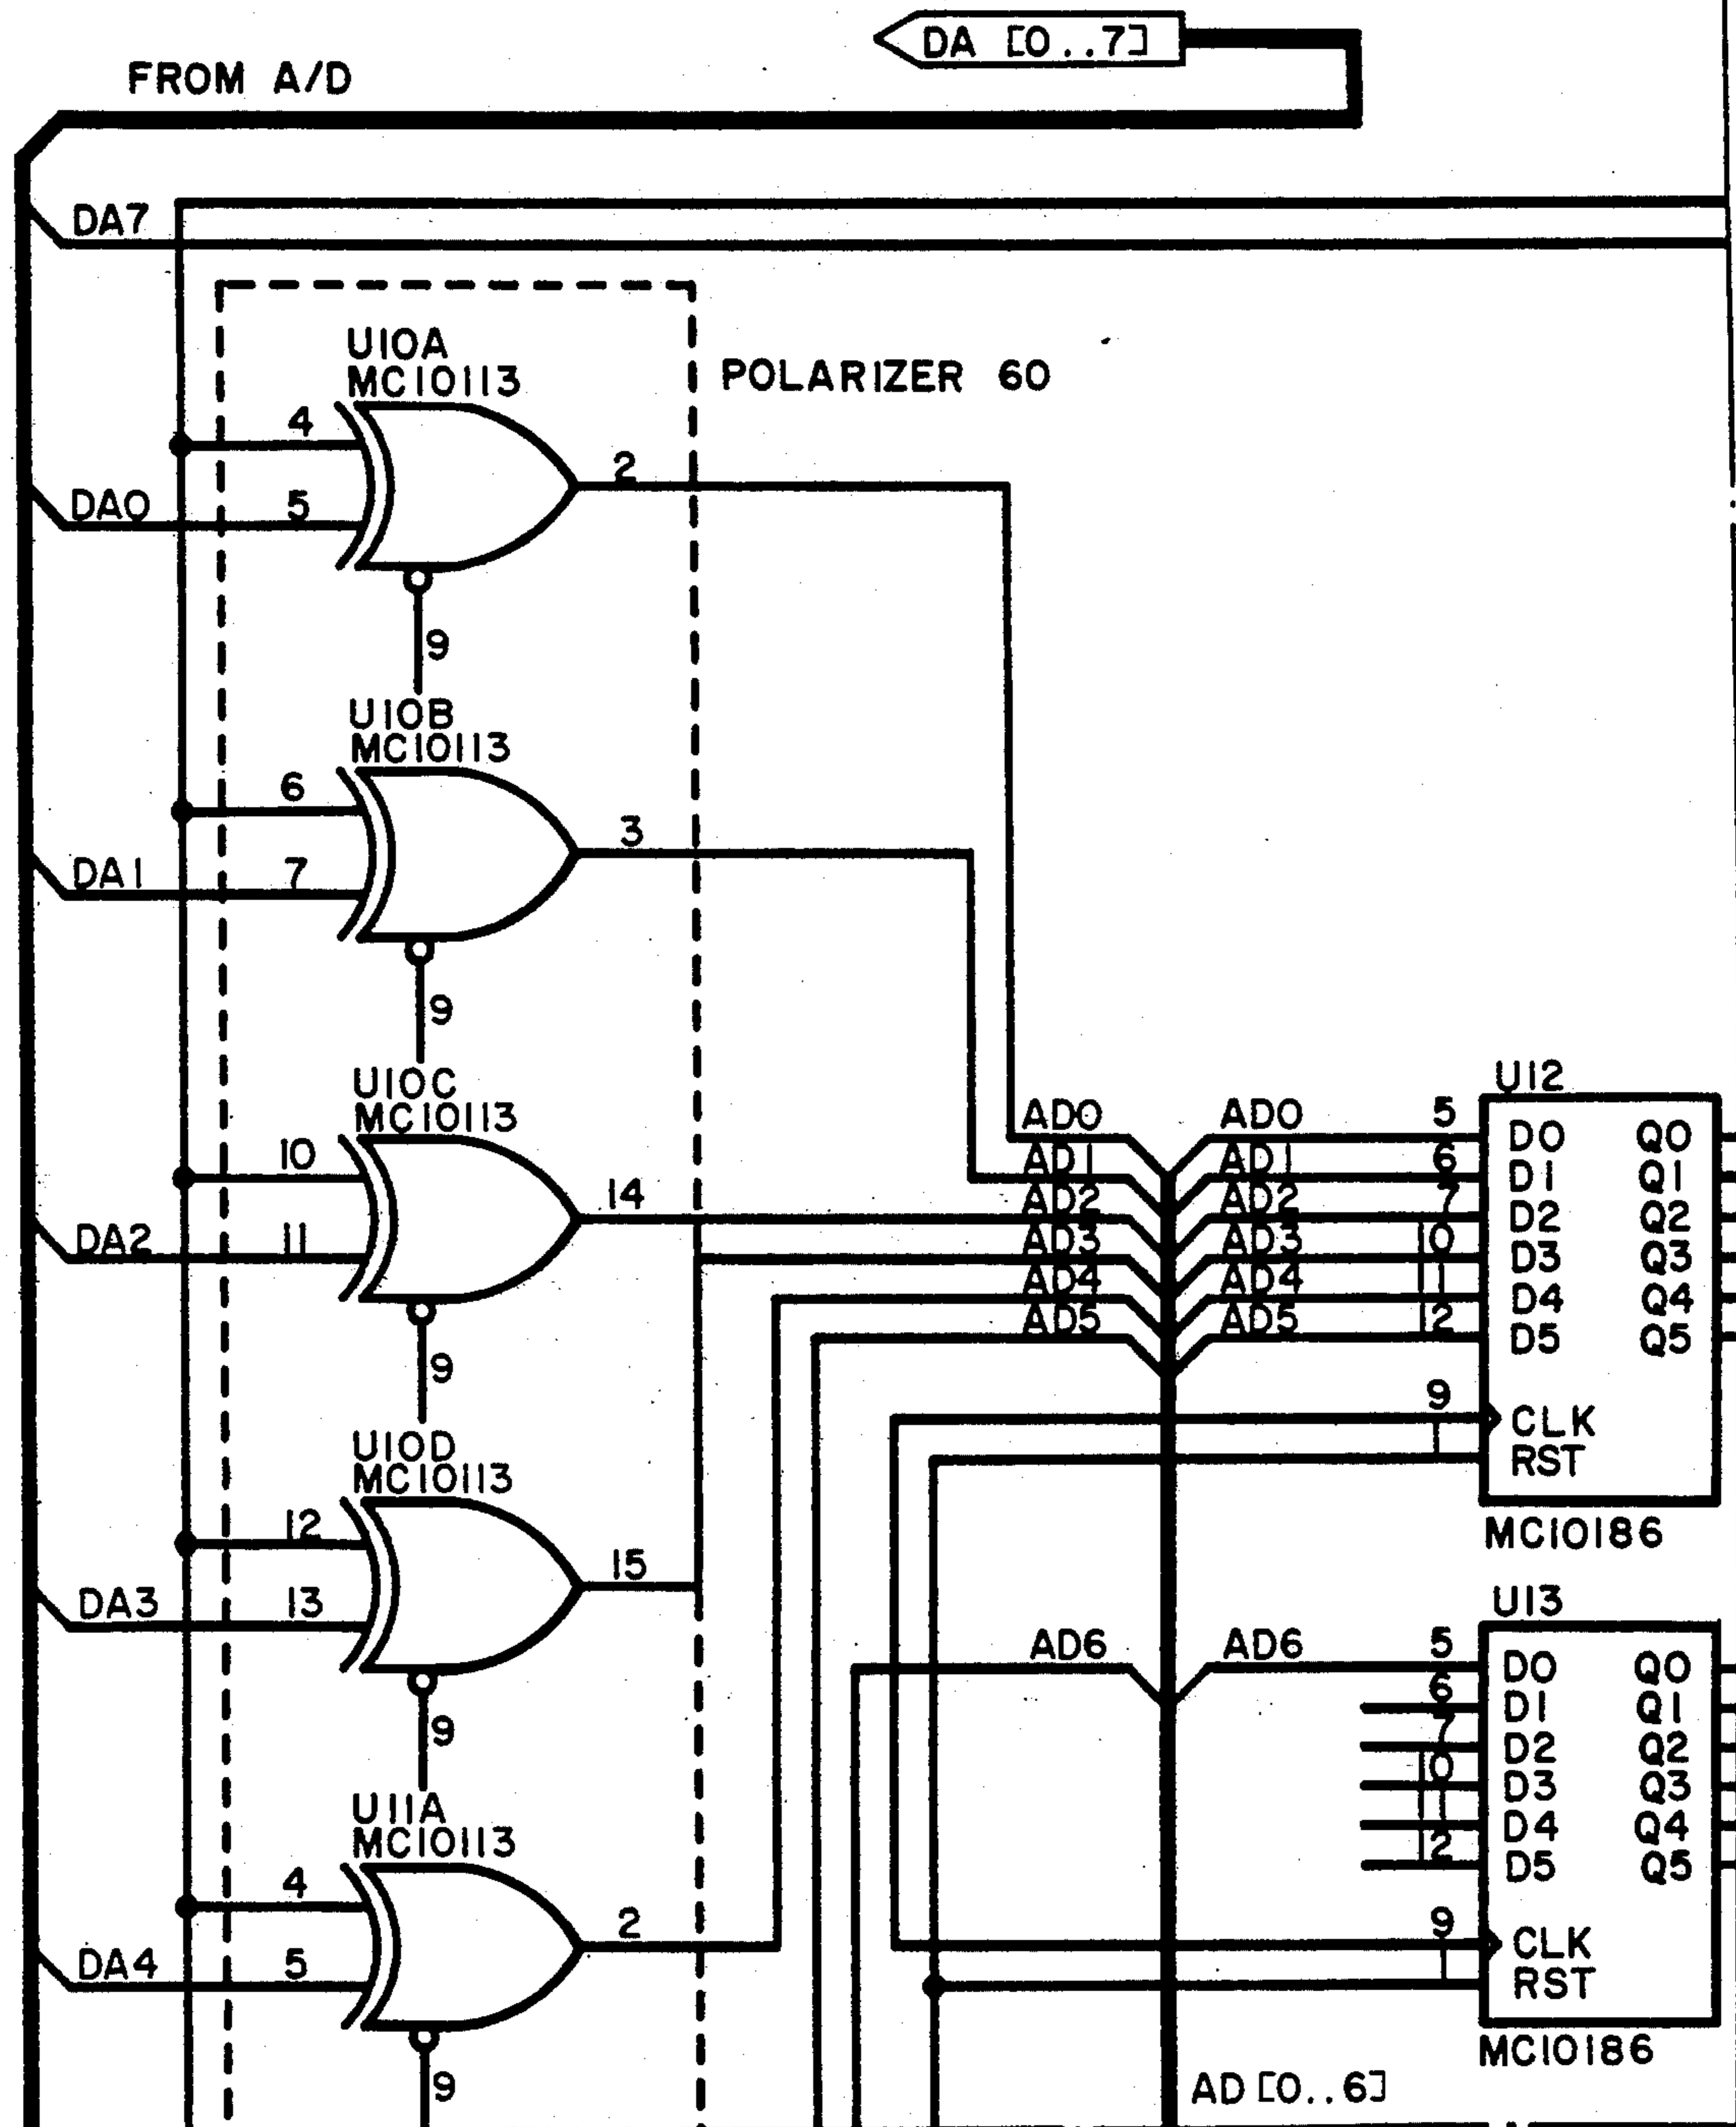 DA [0..7]
FROM A/D
DA7
U10A
MC10113
POLARIZER 60
4
2
DA0
5
9
U10B
MC10113
6
3
DA1
7
9
U10C
MC10113
10
14
DA2
11
9
U10D
MC10113
12
15
DA3
13
9
U11A
MC10113
4
2
DA4
5
9
AD0 AD0 5
AD1 AD1 6
AD2 AD2 7
AD3 AD3 10
AD4 AD4 11
AD5 AD5 12
9
1
U12
D0 Q0
D1 Q1
D2 Q2
D3 Q3
D4 Q4
D5 Q5
CLK
RST
MC10186
U13
AD6 AD6 5
6
7
10
11
12
9
1
D0 Q0
D1 Q1
D2 Q2
D3 Q3
D4 Q4
D5 Q5
CLK
RST
MC10186
AD [0..6]